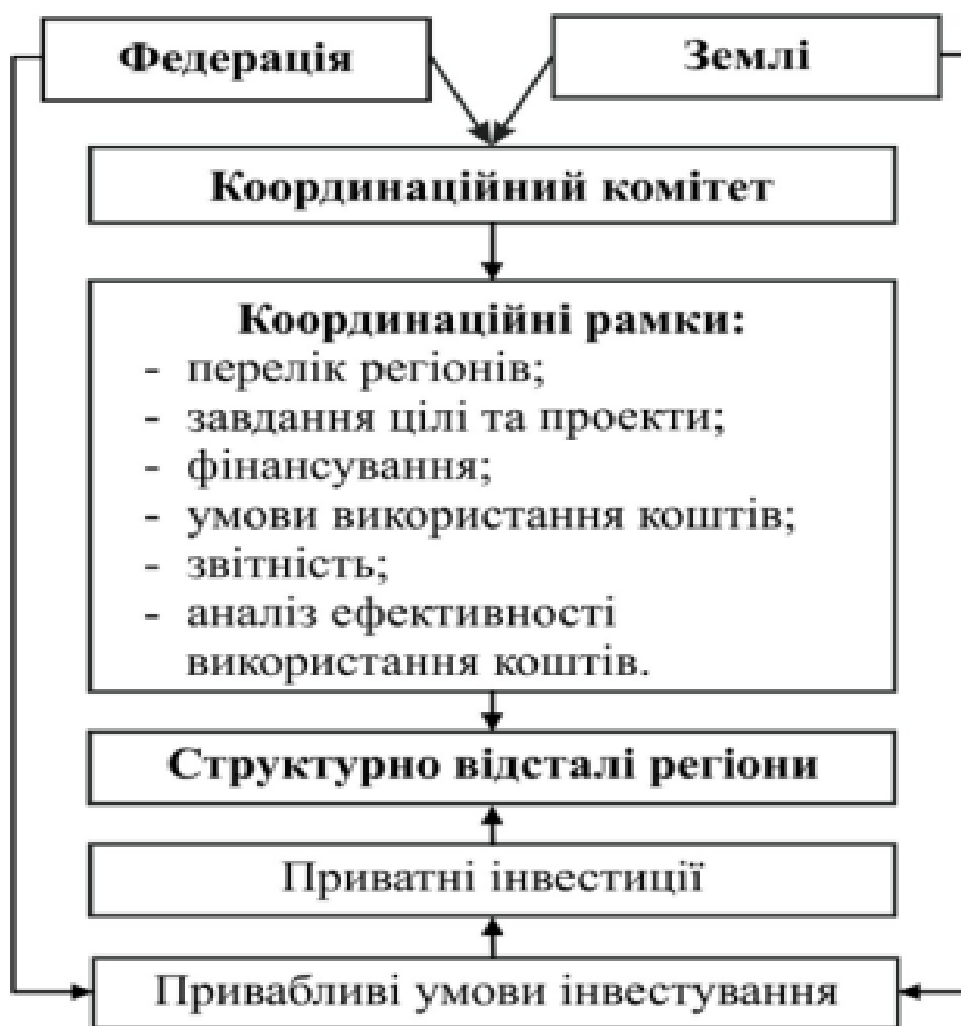 Федерація
Землі
Координаційний комітет
Координаційні рамки:
- перелік регіонів;
- завдання цілі та проекти;
- фінансування;
- умови використання коштів;
- звітність;
- аналіз ефективності
використання коштів.
Структурно відсталі регіони
Приватні інвестиції
Привабливі умови інвестування